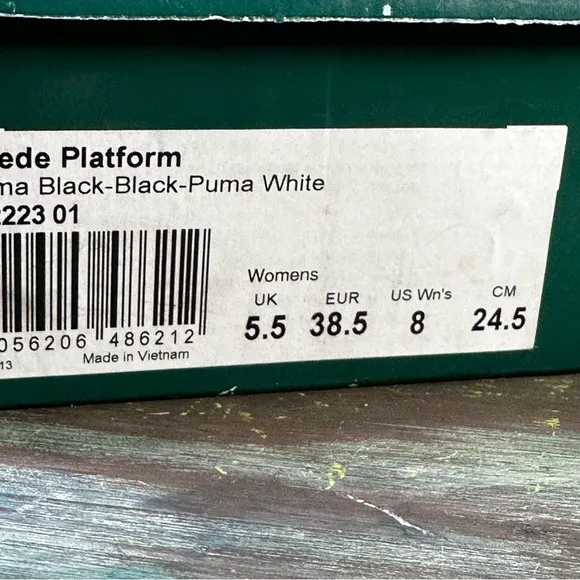 ede Platform
ma Black-Black-Puma White
223 01
Womens
UK EUR US Wn's CM
5.5 38.5 8 24.5
056206 486212
13 Made in Vietnam